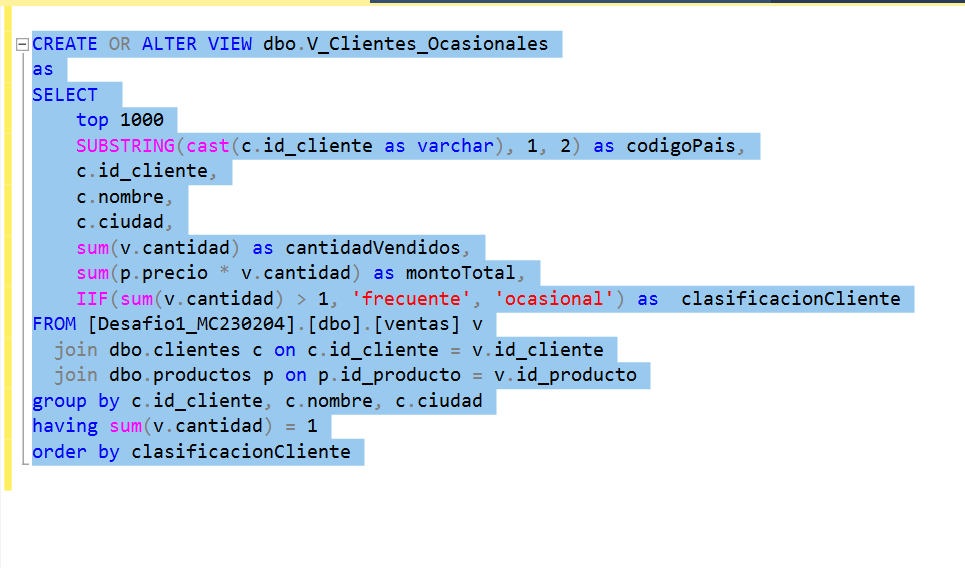 CREATE OR ALTER VIEW dbo.V_Clientes_Ocasionales
as
SELECT
top 1000
SUBSTRING(cast(c.id_cliente as varchar), 1, 2) as codigoPais,
c.id_cliente,
c.nombre,
c.ciudad,
sum(v.cantidad) as cantidadVendidos,
sum(p.precio * v.cantidad) as montoTotal,
IIF(sum(v.cantidad) > 1, 'frecuente', 'ocasional') as  clasificacionCliente
FROM [Desafio1_MC230204].[dbo].[ventas] v
join dbo.clientes c on c.id_cliente = v.id_cliente
join dbo.productos p on p.id_producto = v.id_producto
group by c.id_cliente, c.nombre, c.ciudad
having sum(v.cantidad) = 1
order by clasificacionCliente